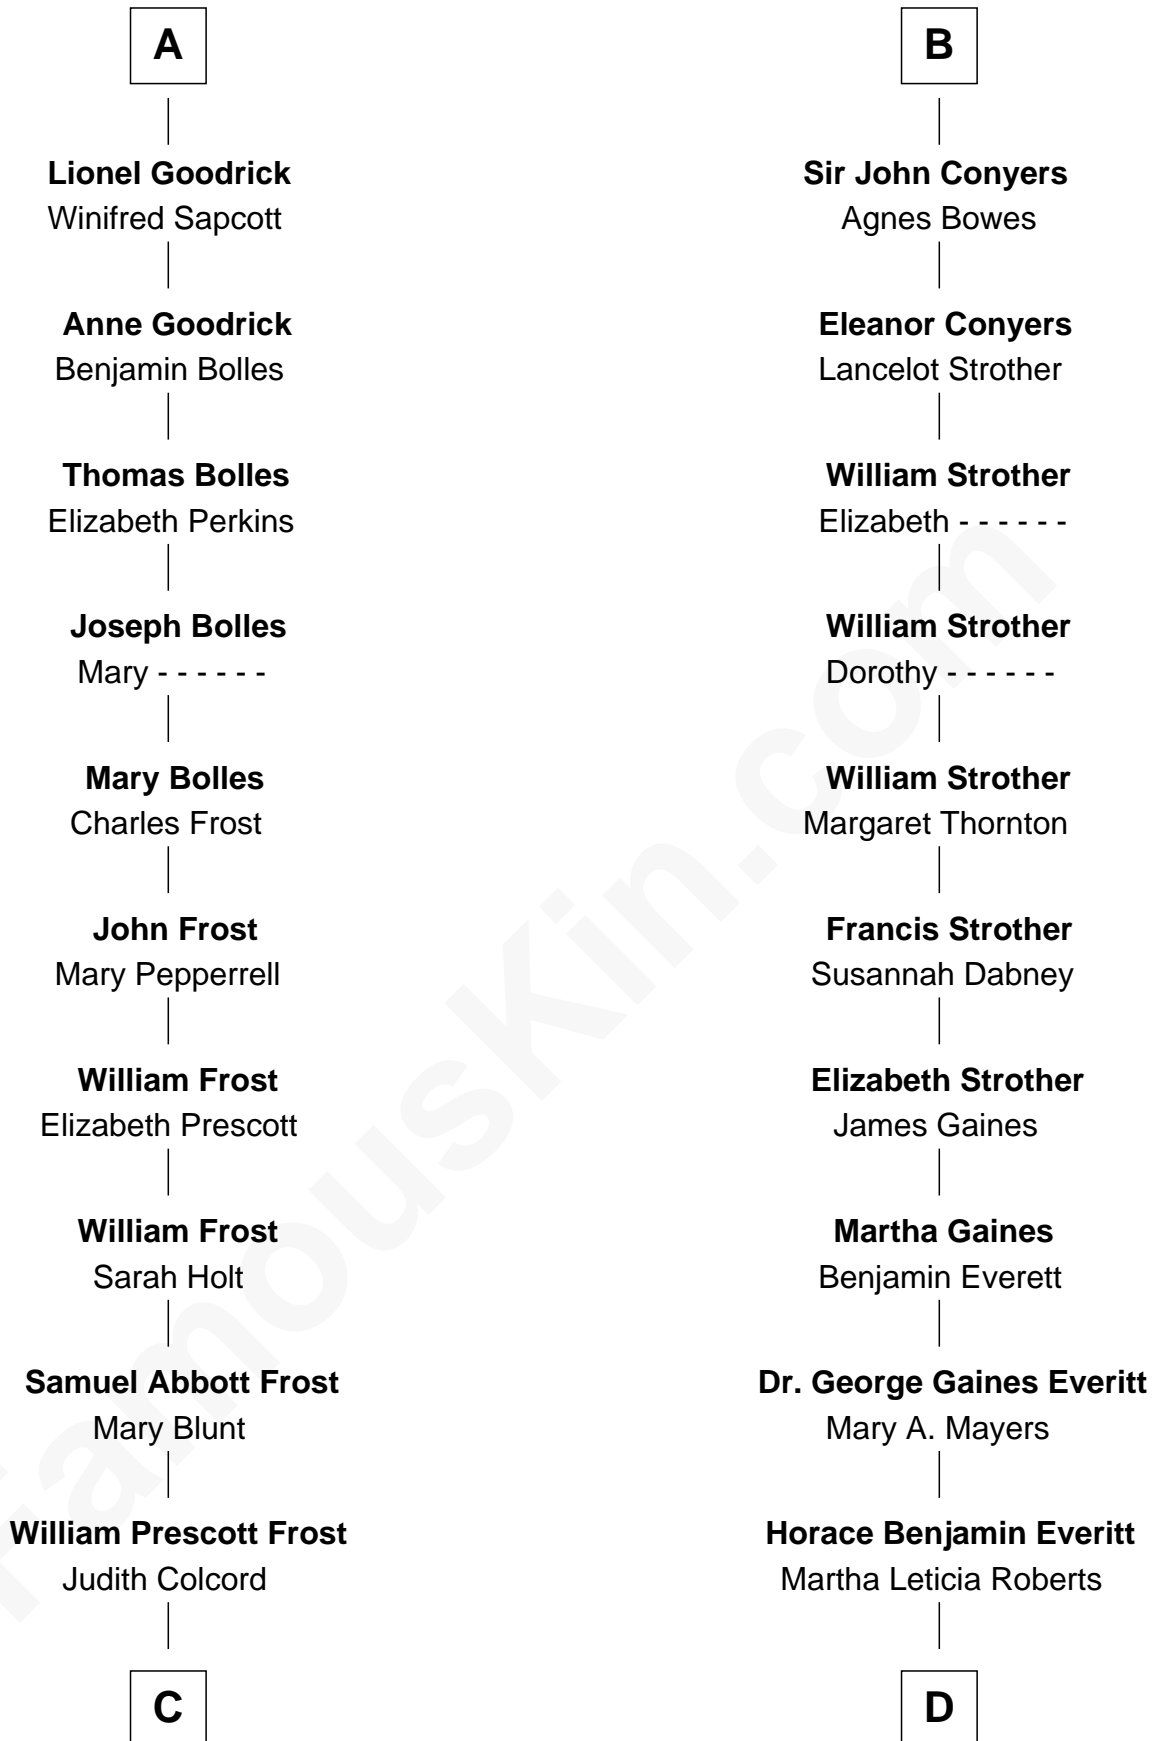 A
Lionel Goodrick
Winifred Sapcott
Anne Goodrick
Benjamin Bolles
Thomas Bolles
Elizabeth Perkins
Joseph Bolles
Mary - - - - - -
Mary Bolles
Charles Frost
John Frost
Mary Pepperrell
William Frost
Elizabeth Prescott
William Frost
Sarah Holt
Samuel Abbott Frost
Mary Blunt
William Prescott Frost
Judith Colcord
C
B
Sir John Conyers
Agnes Bowes
Eleanor Conyers
Lancelot Strother
William Strother
Elizabeth - - - - - -
William Strother
Dorothy - - - - - -
William Strother
Margaret Thornton
Francis Strother
Susannah Dabney
Elizabeth Strother
James Gaines
Martha Gaines
Benjamin Everett
Dr. George Gaines Everitt
Mary A. Mayers
Horace Benjamin Everitt
Martha Leticia Roberts
D
FamousKin.com